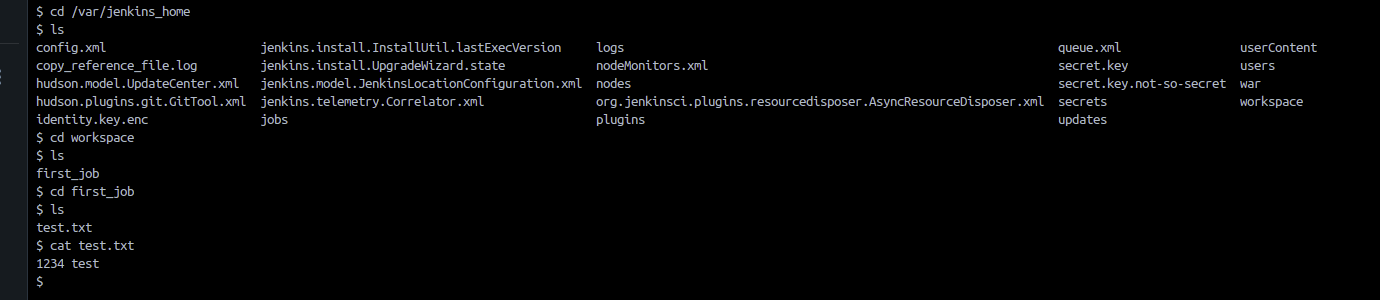 $ cd /var/jenkins_home
$ ls
config.xml jenkins.install.InstallUtil.lastExecVersion logs queue.xml userContent
copy_reference_file.log jenkins.install.UpgradeWizard.state nodeMonitors.xml secret.key users
hudson.model.UpdateCenter.xml jenkins.model.JenkinsLocationConfiguration.xml nodes secret.key.not-so-secret war
hudson.plugins.git.GitTool.xml jenkins.telemetry.Correlator.xml org.jenkinsci.plugins.resourcedisposer.AsyncResourceDisposer.xml secrets workspace
identity.key.enc jobs plugins updates
$ cd workspace
$ ls
first_job
$ cd first_job
$ ls
test.txt
$ cat test.txt
1234 test
$